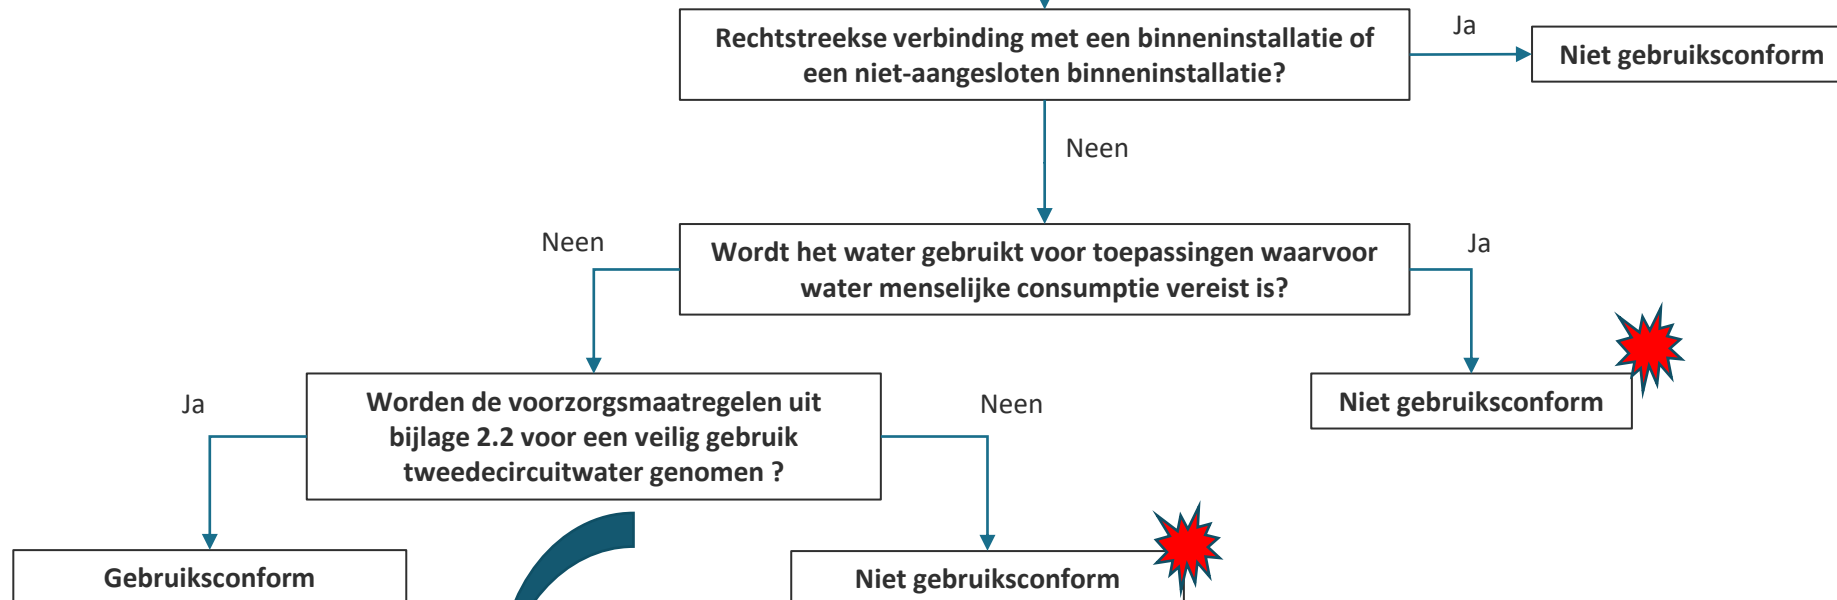 Rechtstreekse verbinding met een binneninstallatie of
een niet-aangesloten binneninstallatie?
Ja
Niet gebruiksconform
Neen
Neen
Wordt het water gebruikt voor toepassingen waarvoor
water menselijke consumptie vereist is?
Ja
Ja
Worden de voorzorgsmaatregelen uit
bijlage 2.2 voor een veilig gebruik
tweedecircuitwater genomen ?
Neen
Niet gebruiksconform
Gebruiksconform
Niet gebruiksconform